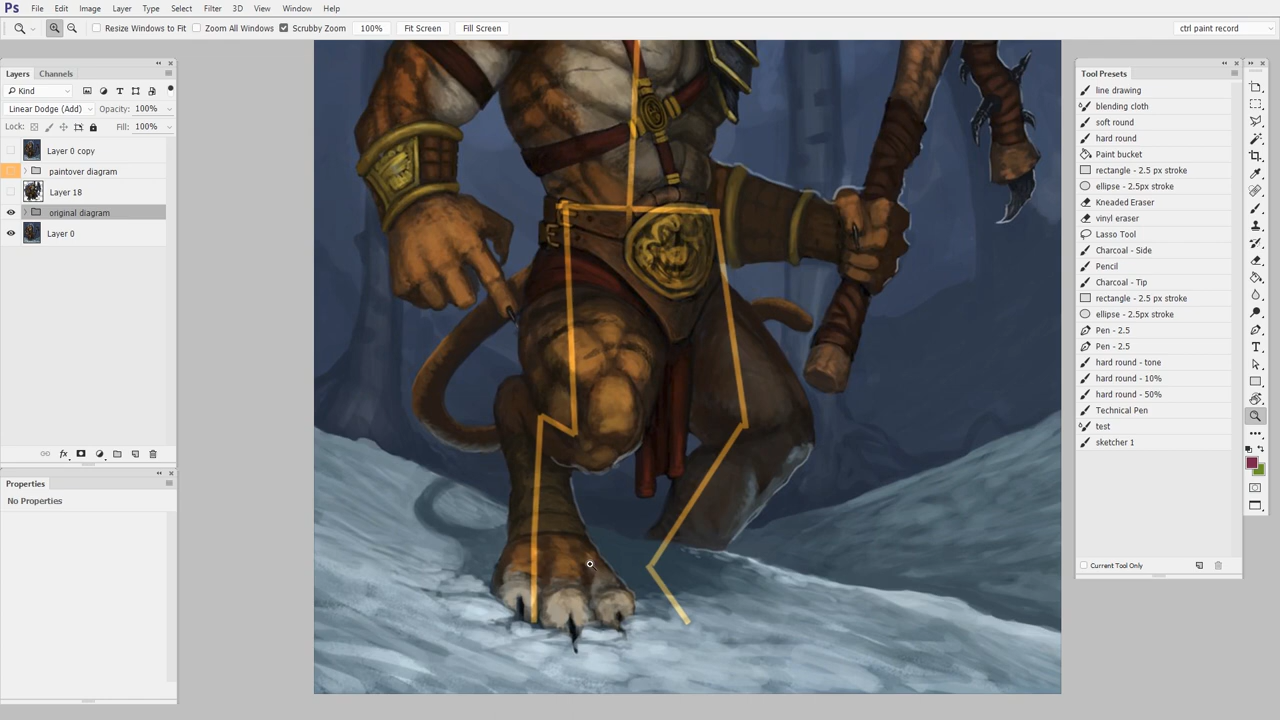 Ps File Edit Image Layer Type Select Filter 3D View Window Help
Resize Windows to Fit Zoom All Windows Scrubby Zoom 100% Fit Screen Fill Screen ctrl paint record
Layers Channels
Kind
Linear Dodge (Add) Opacity: 100%
Lock: Fill: 100%
Layer 0 copy
paintover diagram
Layer 18
original diagram
Layer 0
fx
Properties
No Properties
Tool Presets
line drawing
blending cloth
soft round
hard round
Paint bucket
rectangle - 2.5px stroke
ellipse - 2.5px stroke
Kneaded Eraser
vinyl eraser
Lasso Tool
Charcoal - Side
Pencil
Charcoal - Tip
rectangle - 2.5 px stroke
ellipse - 2.5px stroke
Pen - 2.5
Pen - 2.5
hard round - tone
hard round - 10%
hard round - 50%
Technical Pen
test
sketcher 1
Current Tool Only